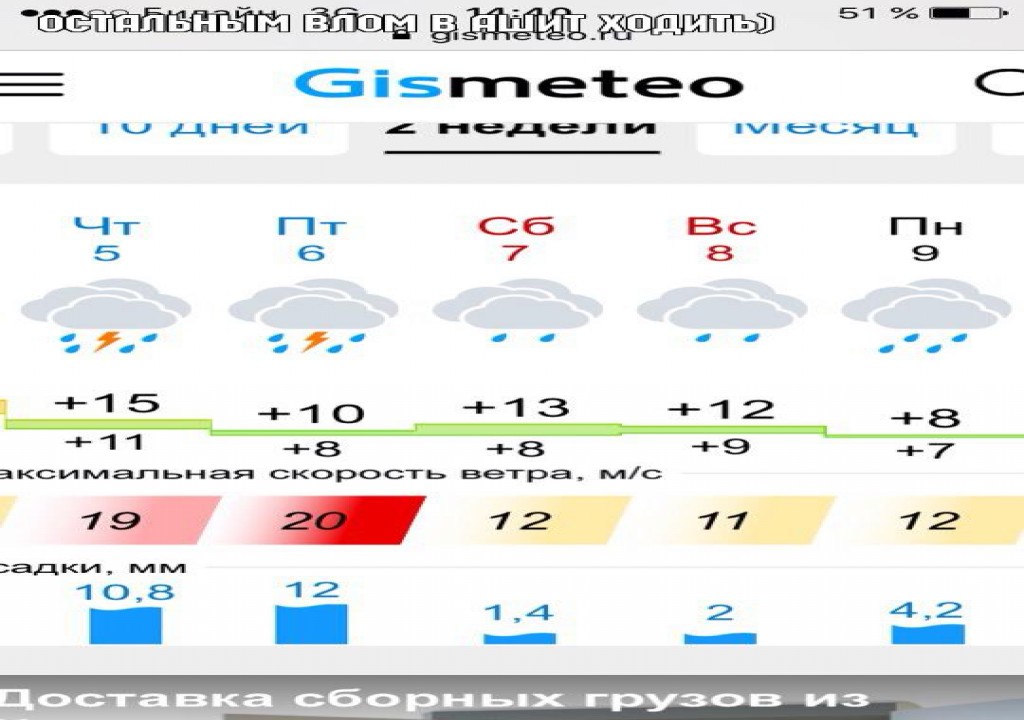 ОСТАЛЬНЫМ ВЛОМ В АШИТ ХОДИТЬ)
51 %
gismeteo.ru
Gismeteo
10 дней 2 недели Месяц
Чт Пт Сб Вс Пн
5 6 7 8 9
+15 +10 +13 +12 +8
+11 +8 +8 +9 +7
аксимальная скорость ветра, м/с
19 20 12 11 12
садки, мм
10,8 12 1,4 2 4,2
Доставка сборных грузов из